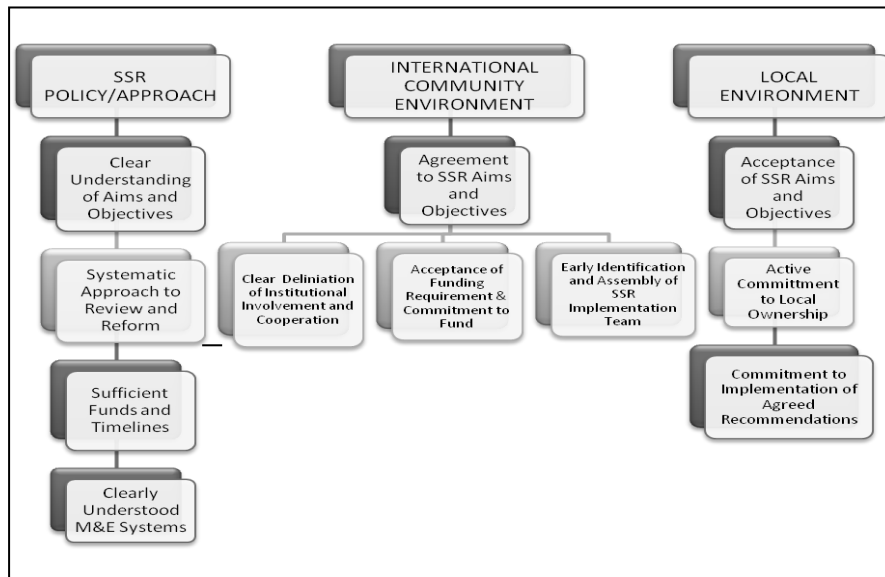 SSR
POLICY/APPROACH
Clear
Understanding
of Aims and
Objectives
Systematic
Approach to
Review and
Reform
Sufficient
Funds and
Timelines
Clearly
Understood
M&E Systems
INTERNATIONAL
COMMUNITY
ENVIRONMENT
Agreement
to SSR Aims
and
Objectives
Clear Deliniation
of Institutional
Involvement and
Cooperation
Acceptance of
Funding
Requirement &
Commitment to
Fund
Early Identification
and Assembly of
SSR
Implementation
Team
LOCAL
ENVIRONMENT
Acceptance
of SSR Aims
and
Objectives
Active
Committment
to Local
Ownership
Commitment to
Implementation of
Agreed
Recommendations